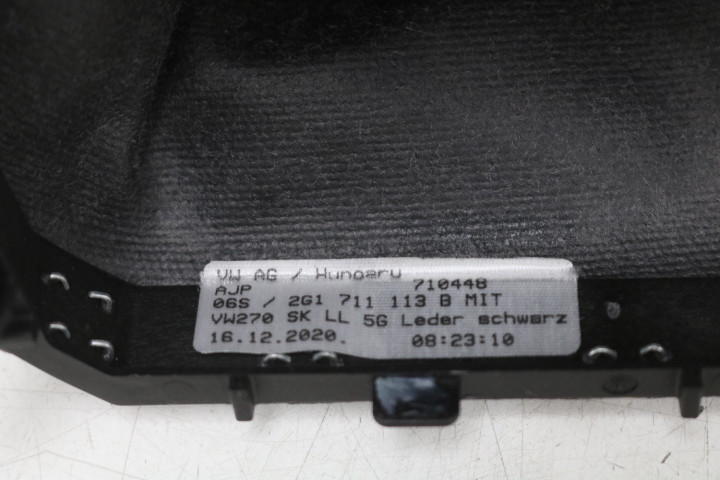 VW AG / Hungary
AJP 710448
06S / 2G1 711 113 B MIT
VW270 SK LL 5G Leder schwarz
16.12.2020. 08:23:10